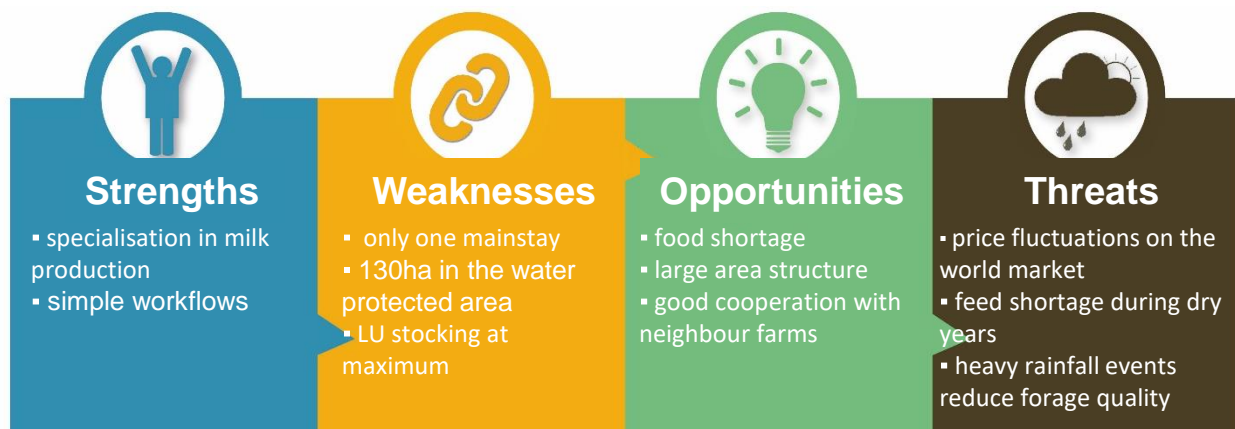 Strengths
▪ specialisation in milk
production
▪ simple workflows
Weaknesses
▪ only one mainstay
▪ 130ha in the water
protected area
▪ LU stocking at
maximum
Opportunities
▪ food shortage
▪ large area structure
▪ good cooperation with
neighbour farms
Threats
▪ price fluctuations on the
world market
▪ feed shortage during dry
years
▪ heavy rainfall events
reduce forage quality